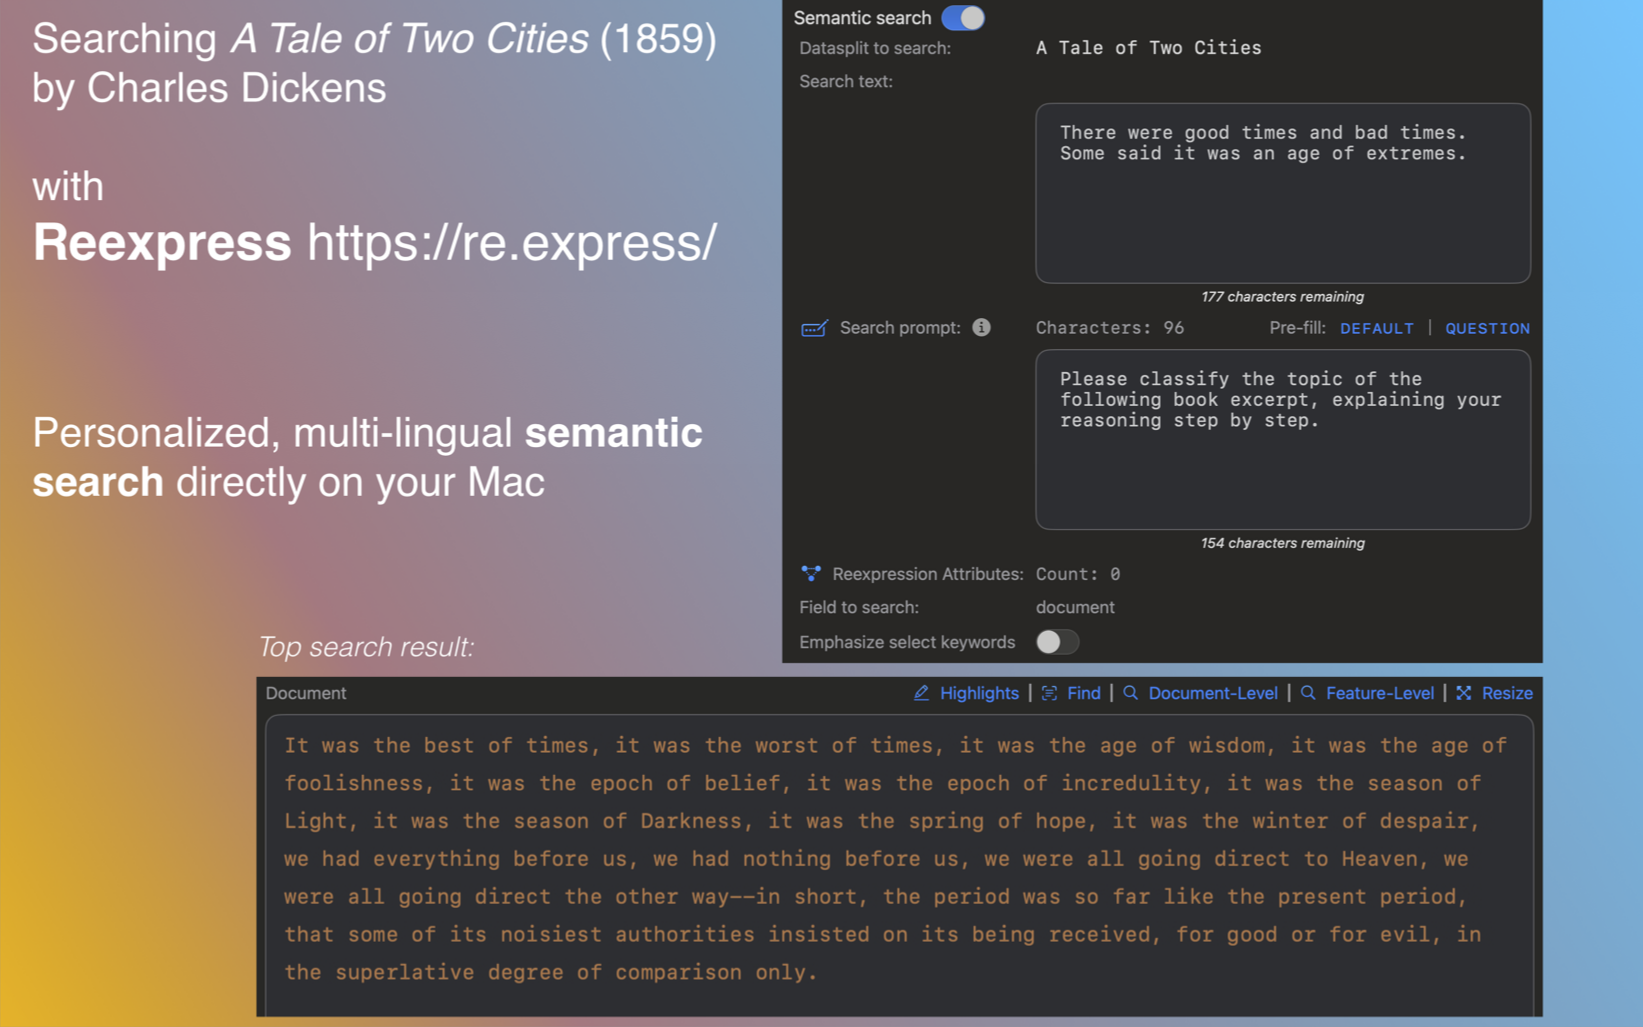 Searching A Tale of Two Cities (1859)
by Charles Dickens
with
Reexpress https://re.express/
Personalized, multi-lingual semantic
search directly on your Mac
Semantic search
Datasplit to search: A Tale of Two Cities
Search text:
There were good times and bad times.
Some said it was an age of extremes.
177 characters remaining
Search prompt: i Characters: 96 Pre-fill: DEFAULT | QUESTION
Please classify the topic of the
following book excerpt, explaining your
reasoning step by step.
154 characters remaining
Reexpression Attributes: Count: 0
Field to search: document
Emphasize select keywords
Top search result:
Document Highlights | Find | Document-Level | Feature-Level | Resize
It was the best of times, it was the worst of times, it was the age of wisdom, it was the age of
foolishness, it was the epoch of belief, it was the epoch of incredulity, it was the season of
Light, it was the season of Darkness, it was the spring of hope, it was the winter of despair,
we had everything before us, we had nothing before us, we were all going direct to Heaven, we
were all going direct the other way--in short, the period was so far like the present period,
that some of its noisiest authorities insisted on its being received, for good or for evil, in
the superlative degree of comparison only.